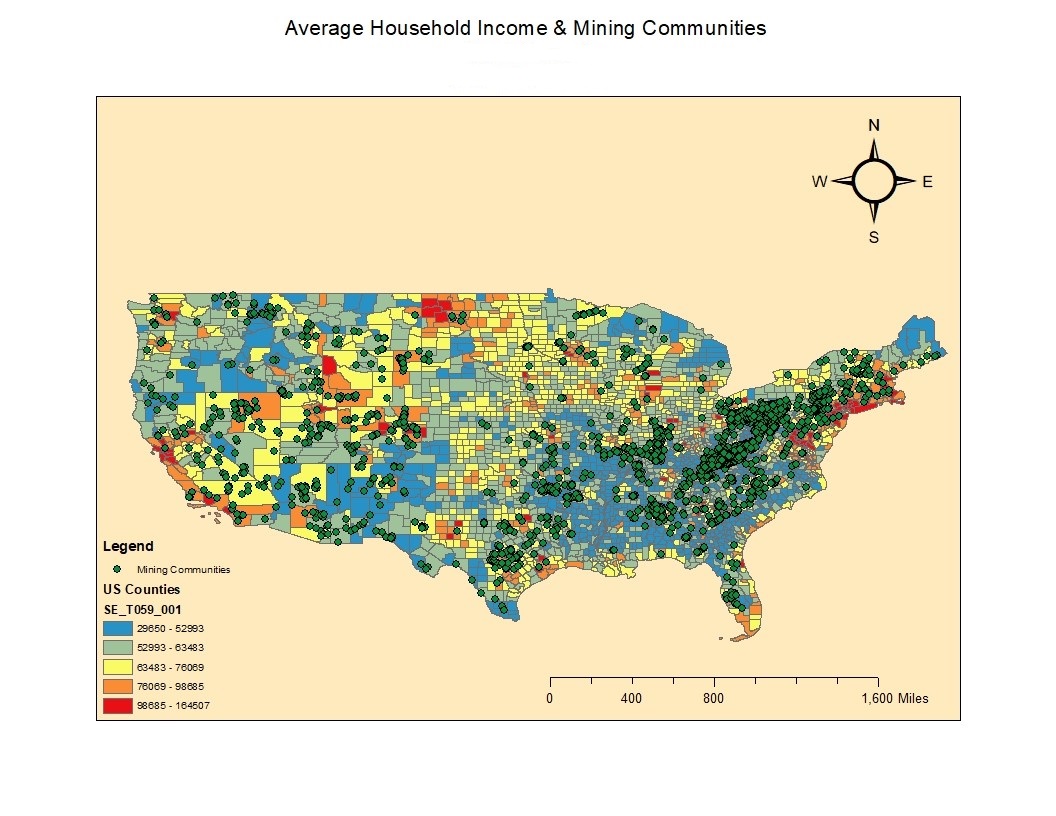 Average Household Income & Mining Communities
N
W E
S
Legend
Mining Communities
US Counties
SE_T059_001
29650 - 52993
52993 - 63483
63483 - 76069
76069 - 98685
98685 - 164507
0 400 800 1,600 Miles